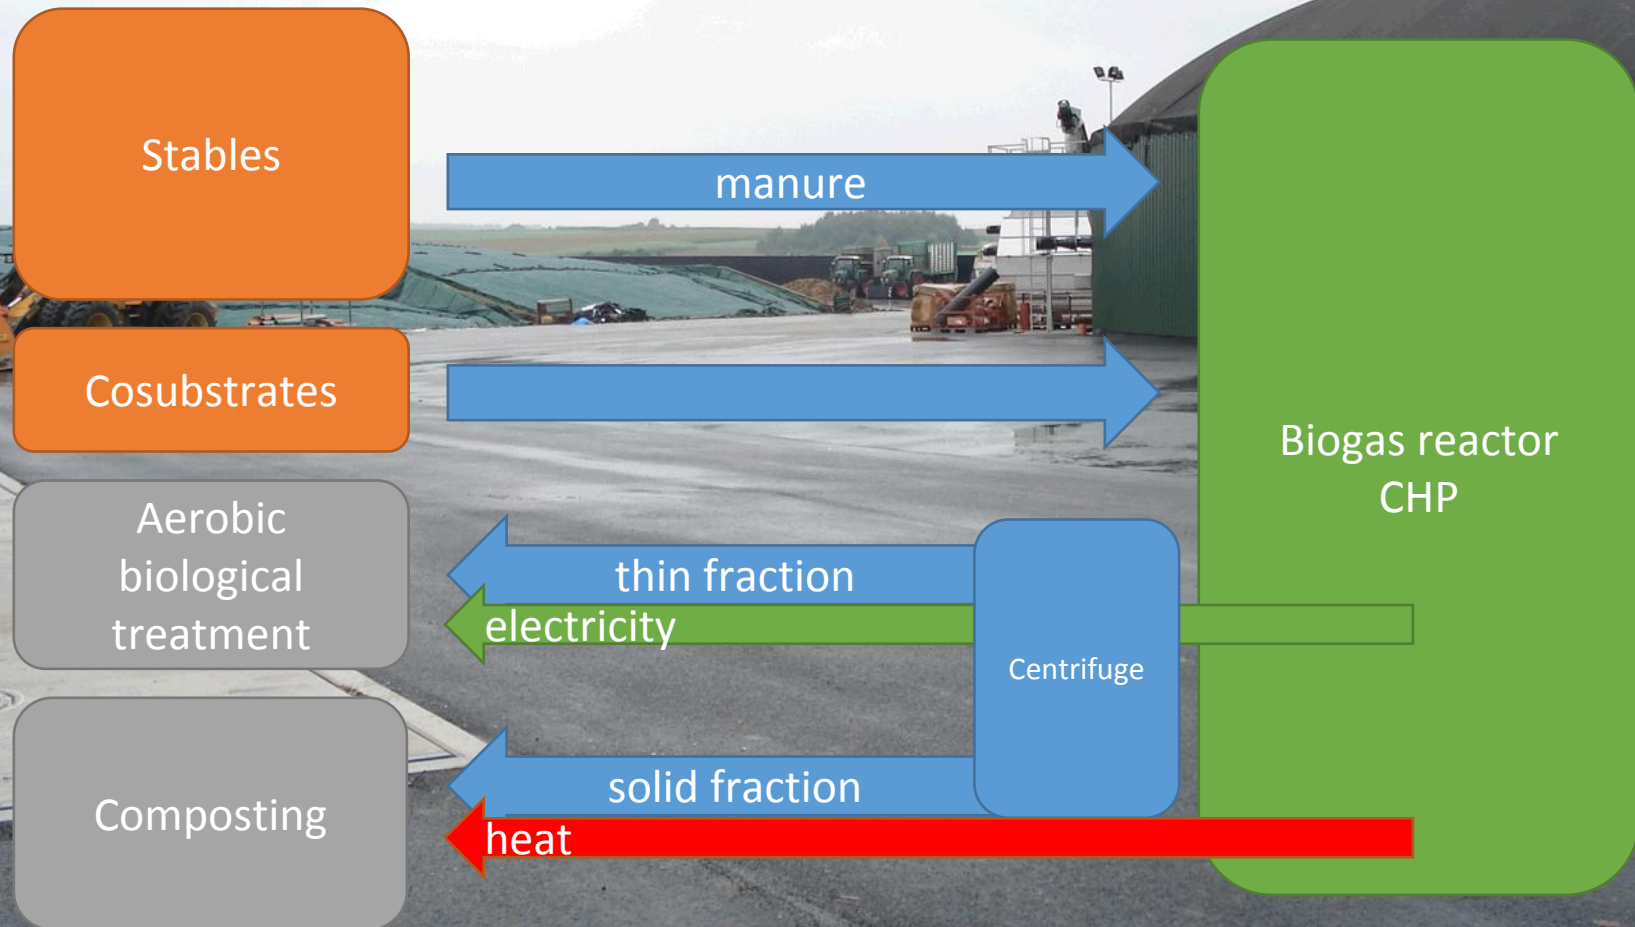 Stables
manure
Cosubstrates
Biogas reactor
CHP
Aerobic
biological
treatment
thin fraction
electricity
Centrifuge
Composting
solid fraction
heat